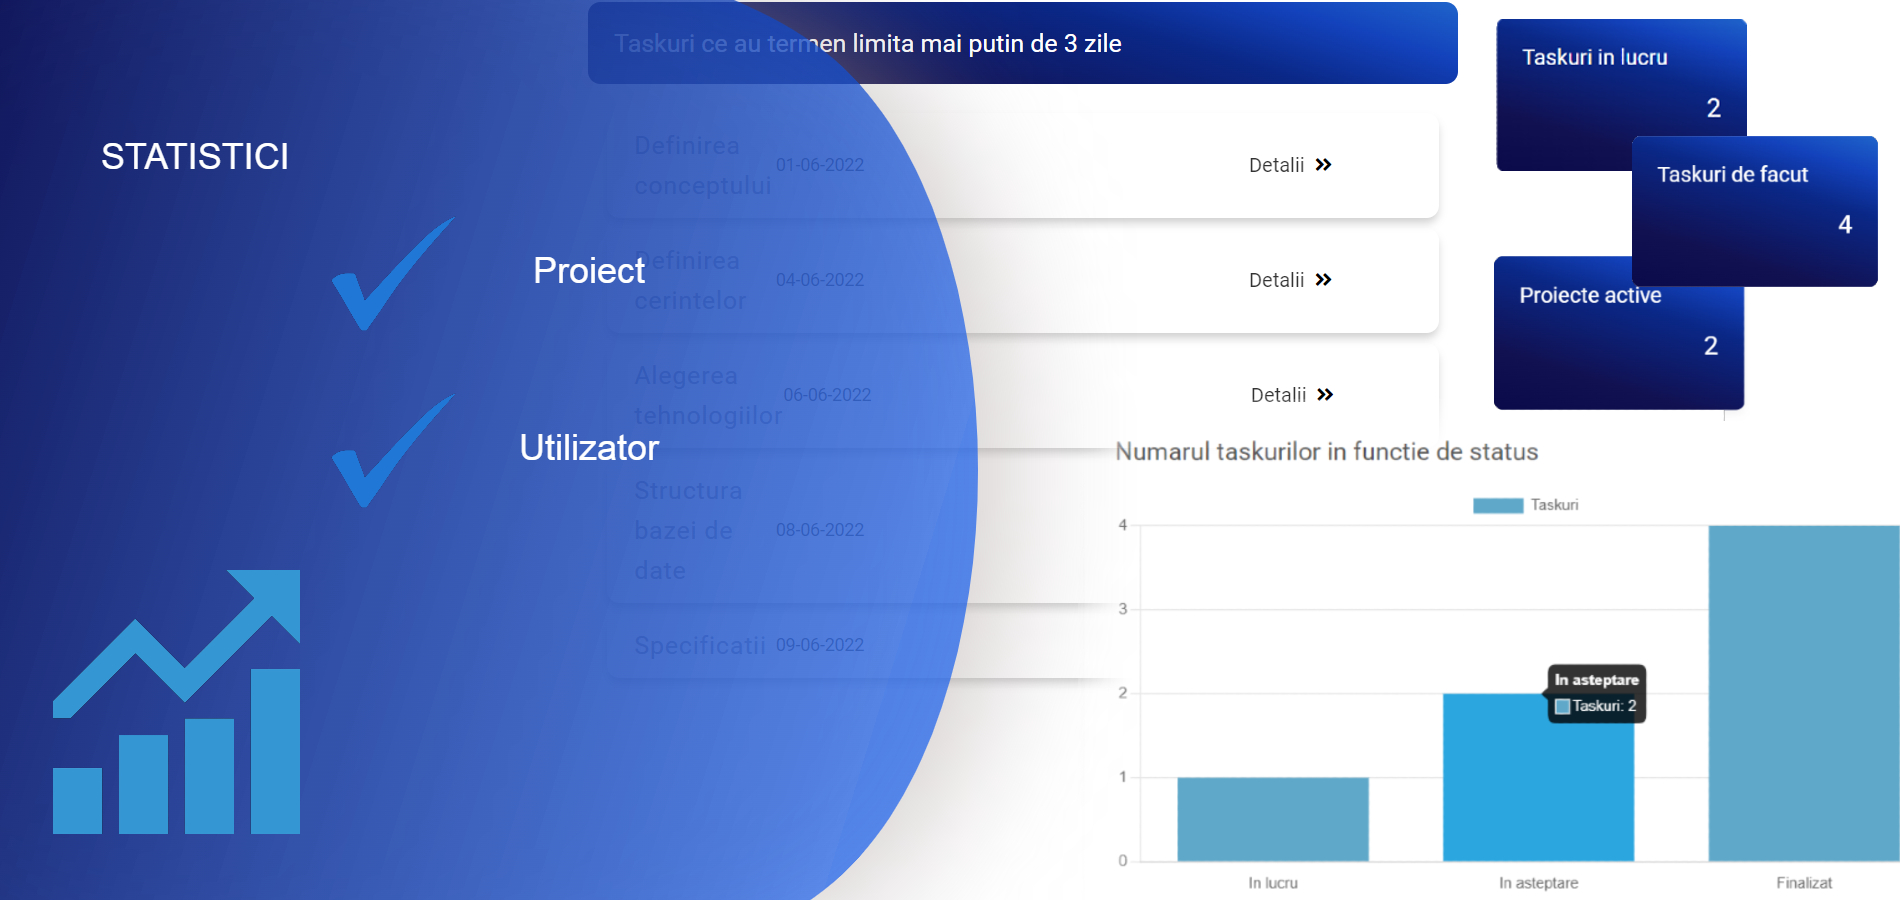 STATISTICI
Proiect
Utilizator
Taskuri ce au termen limita mai putin de 3 zile
Definirea
conceptului
01-06-2022
Detalii
Definirea
cerintelor
04-06-2022
Detalii
Alegerea
tehnologiilor
06-06-2022
Detalii
Structura
bazei de
date
08-06-2022
Specificatii
09-06-2022
Taskuri in lucru
2
Taskuri de facut
4
Proiecte active
2
Numarul taskurilor in functie de status
Taskuri
4
3
2
1
0
In asteptare
Taskuri: 2
In lucru
In asteptare
Finalizat